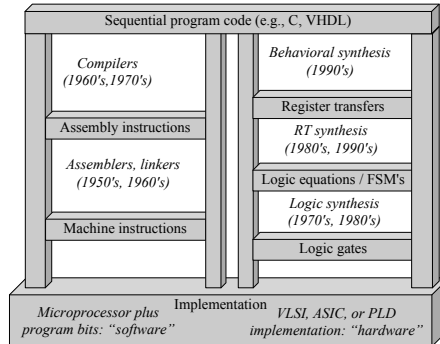 Sequential program code (e.g., C, VHDL)
Compilers
(1960's,1970's)
Assembly instructions
Assemblers, linkers
(1950's, 1960's)
Machine instructions
Behavioral synthesis
(1990's)
Register transfers
RT synthesis
(1980's, 1990's)
Logic equations / FSM's
Logic synthesis
(1970's, 1980's)
Logic gates
Implementation
Microprocessor plus
program bits: “software”
VLSI, ASIC, or PLD
implementation: “hardware”